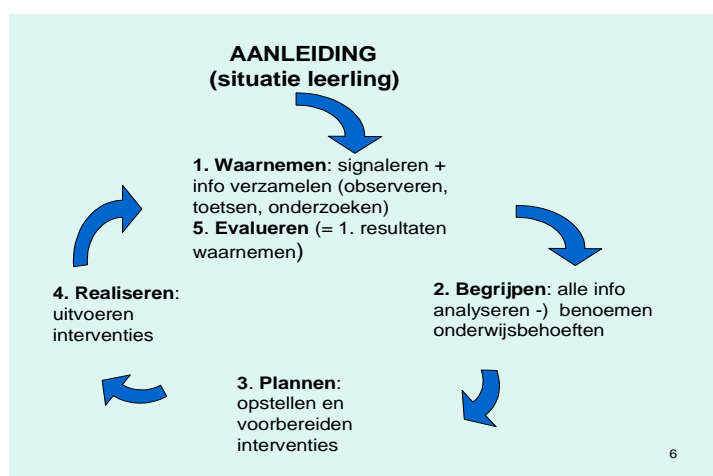 AANLEIDING
(situatie leerling)
1. Waarnemen: signaleren +
info verzamelen (observeren,
toetsen, onderzoeken)
5. Evalueren (= 1. resultaten
waarnemen)
2. Begrijpen: alle info
analyseren -) benoemen
onderwijsbehoeften
3. Plannen:
opstellen en
voorbereiden
interventies
4. Realiseren:
uitvoeren
interventies
6